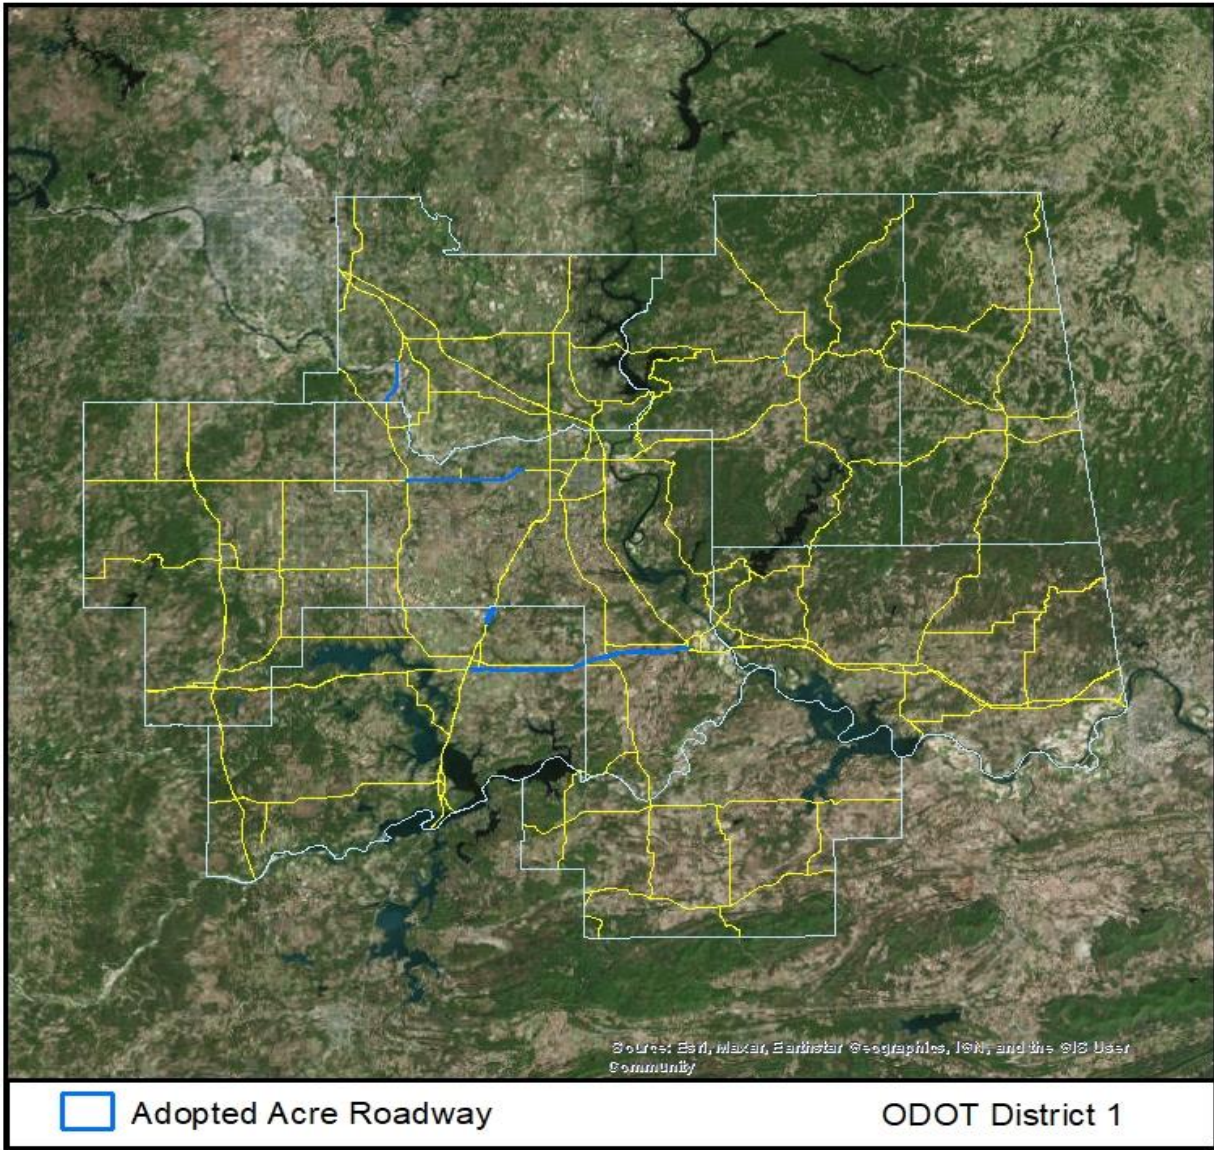 Source: Esri, Maxar, Earthstar Geographics, IGN, and the GIS User
Community
Adopted Acre Roadway
ODOT District 1